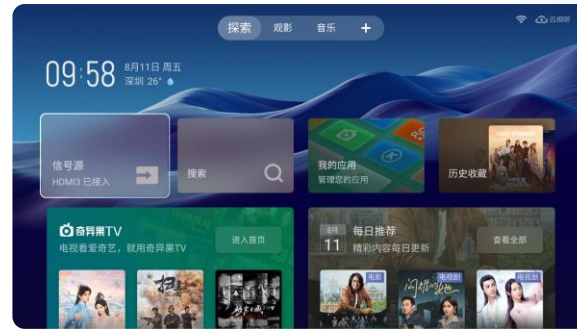 探索 观影 音乐 +
云视听
09:58
8月11日 周五
深圳 26°
信号源
HDMI3 已接入
搜索
我的应用
管理您的应用
历史收藏
奇异果TV
电视看爱奇艺，就用奇异果TV
进入首页
8月
11
每日推荐
精彩内容每日更新
查看全部
电影
电视剧
电视剧